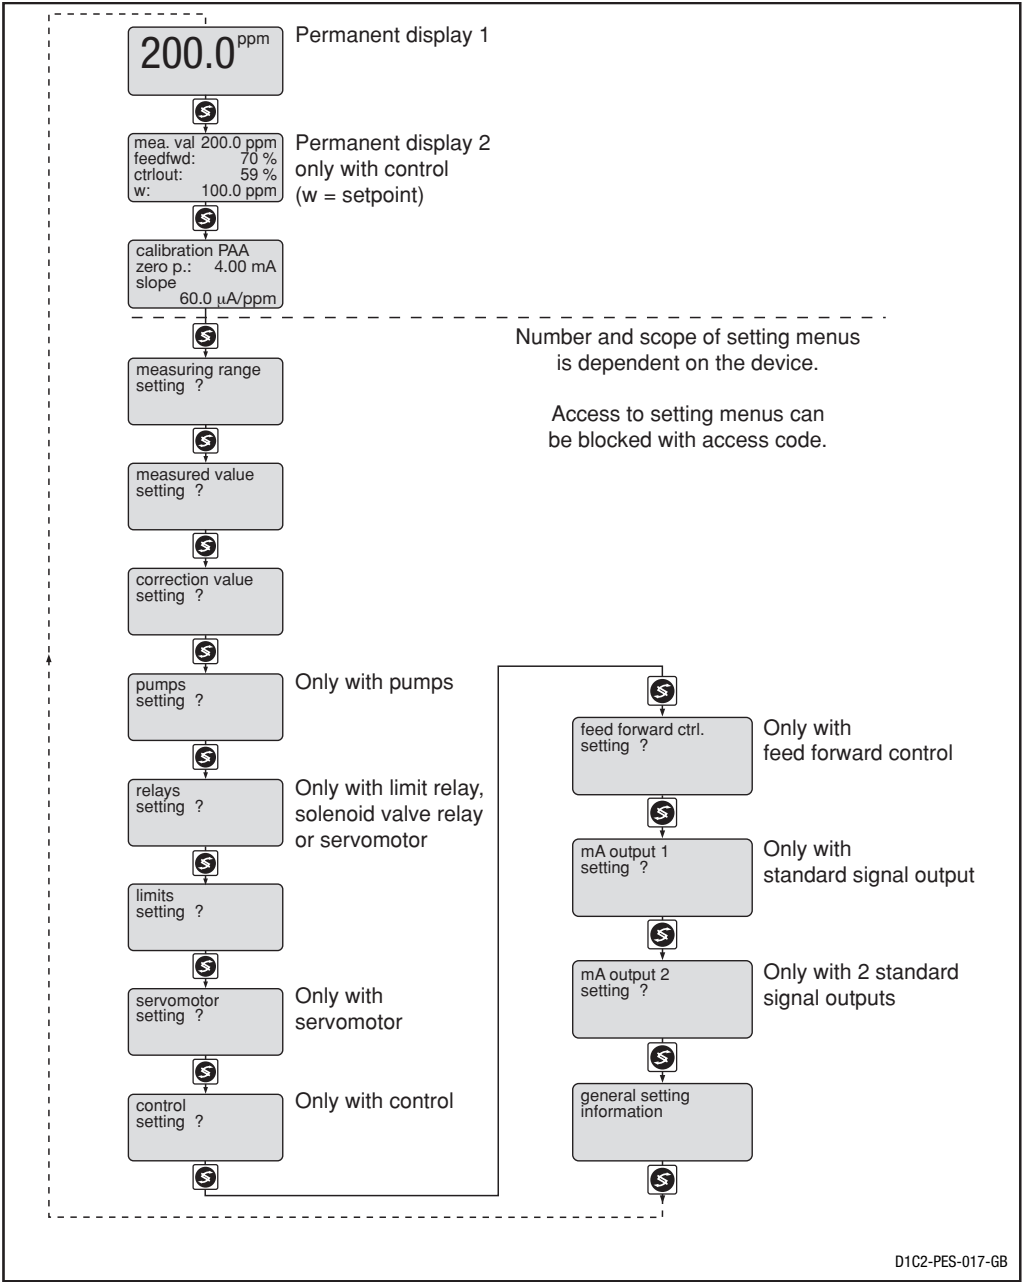 200.0 ppm
Permanent display 1
mea. val 200.0 ppm
feedfwd: 70 %
ctrlout: 59 %
w: 100.0 ppm
Permanent display 2
only with control
(w = setpoint)
calibration PAA
zero p.: 4.00 mA
slope
60.0 µA/ppm
Number and scope of setting menus
is dependent on the device.
Access to setting menus can
be blocked with access code.
measuring range
setting ?
measured value
setting ?
correction value
setting ?
pumps
setting ?
Only with pumps
relays
setting ?
Only with limit relay,
solenoid valve relay
or servomotor
limits
setting ?
servomotor
setting ?
Only with
servomotor
control
setting ?
Only with control
feed forward ctrl.
setting ?
Only with
feed forward control
mA output 1
setting ?
Only with
standard signal output
mA output 2
setting ?
Only with 2 standard
signal outputs
general setting
information
D1C2-PES-017-GB